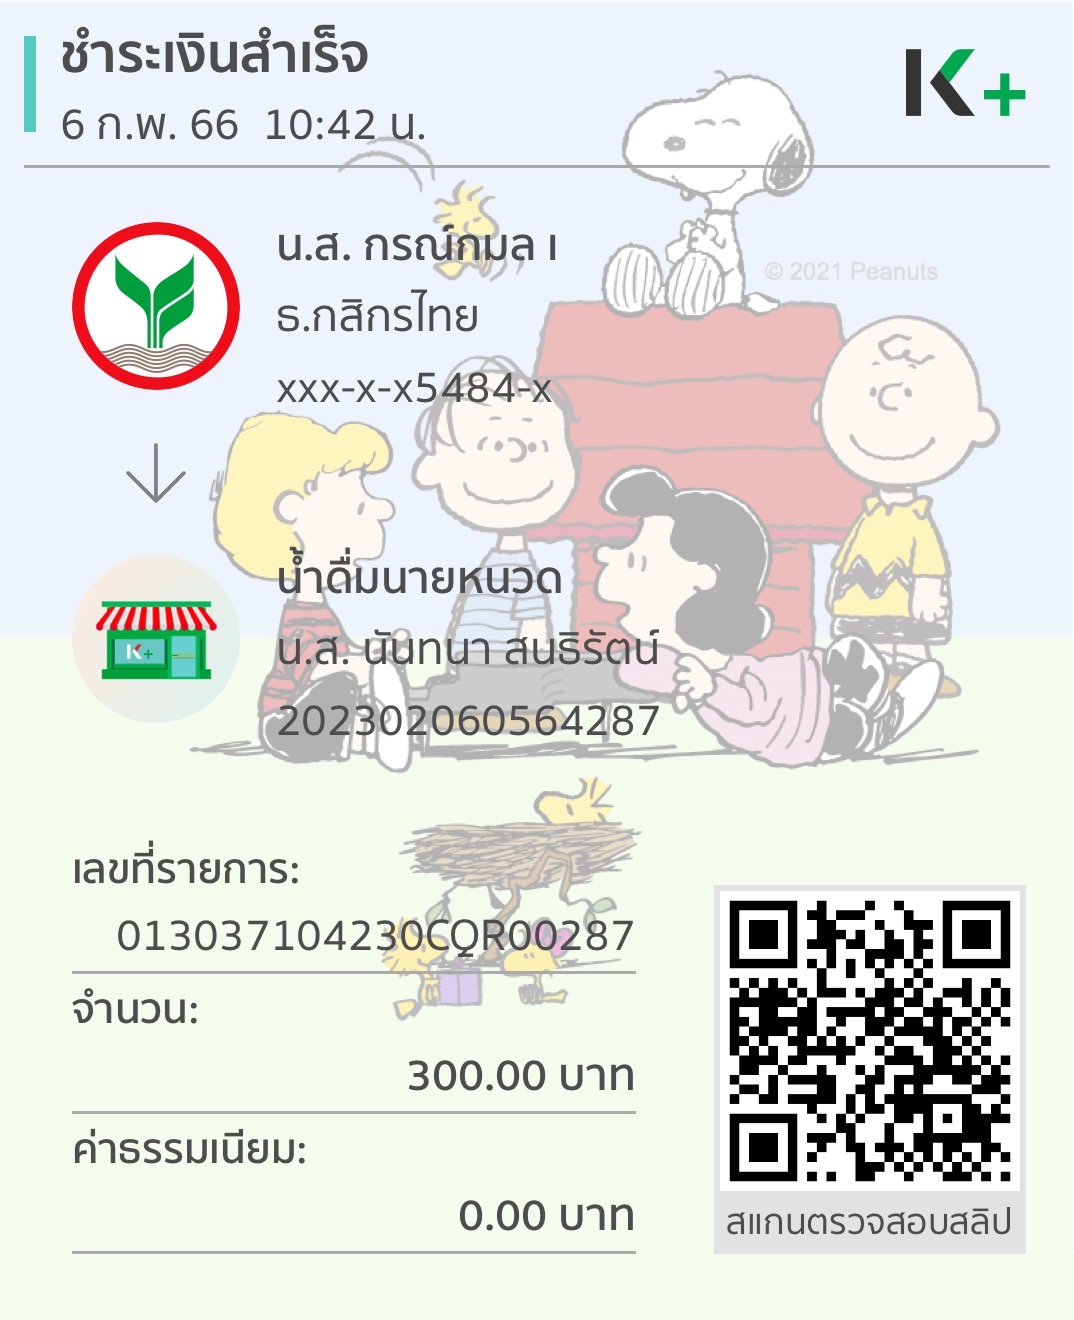 ชำระเงินสำเร็จ
6 ก.พ. 66 10:42 น.
K+
น.ส. กรณ์กมล เ
ธ.กสิกรไทย
xxx-x-x5484-x
© 2021 Peanuts
น้ำดื่มนายหนวด
น.ส. นันทนา สนธิรัตน์
K+
202302060564287
เลขที่รายการ:
013037104230CQR00287
จำนวน:
300.00 บาท
ค่าธรรมเนียม:
0.00 บาท
สแกนตรวจสอบสลิป